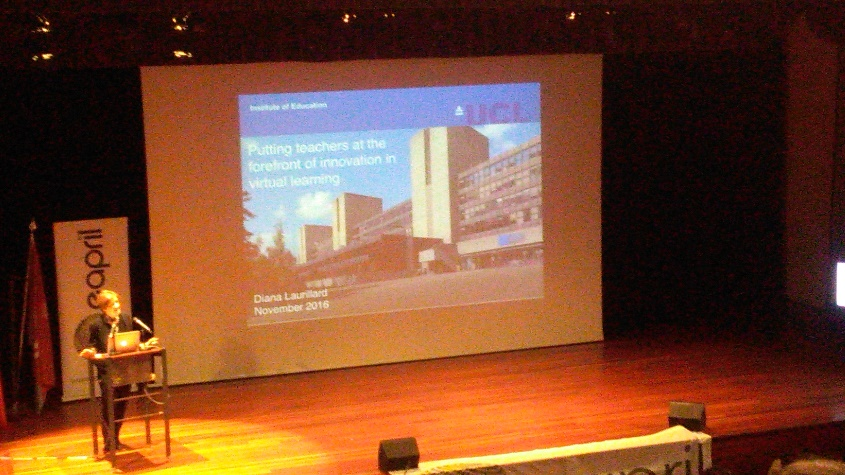 Institute of Education
UCL
Putting teachers at the
forefront of innovation in
virtual learning
Diana Laurillard
November 2016
eapril